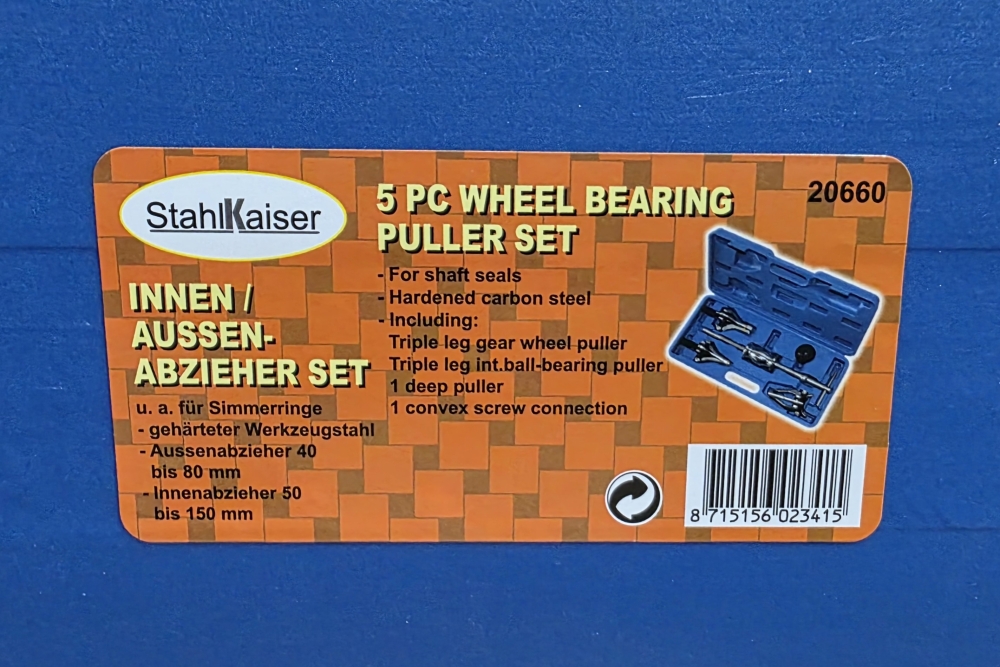 StahlKaiser
INNEN /
AUSSEN-
ABZIEHER SET
u. a. für Simmerringe
- gehärteter Werkzeugstahl
- Aussenabzieher 40
bis 80 mm
- Innenabzieher 50
bis 150 mm
5 PC WHEEL BEARING
PULLER SET
- For shaft seals
- Hardened carbon steel
- Including:
Triple leg gear wheel puller
Triple leg int.ball-bearing puller
1 deep puller
1 convex screw connection
20660
8 715156 023415